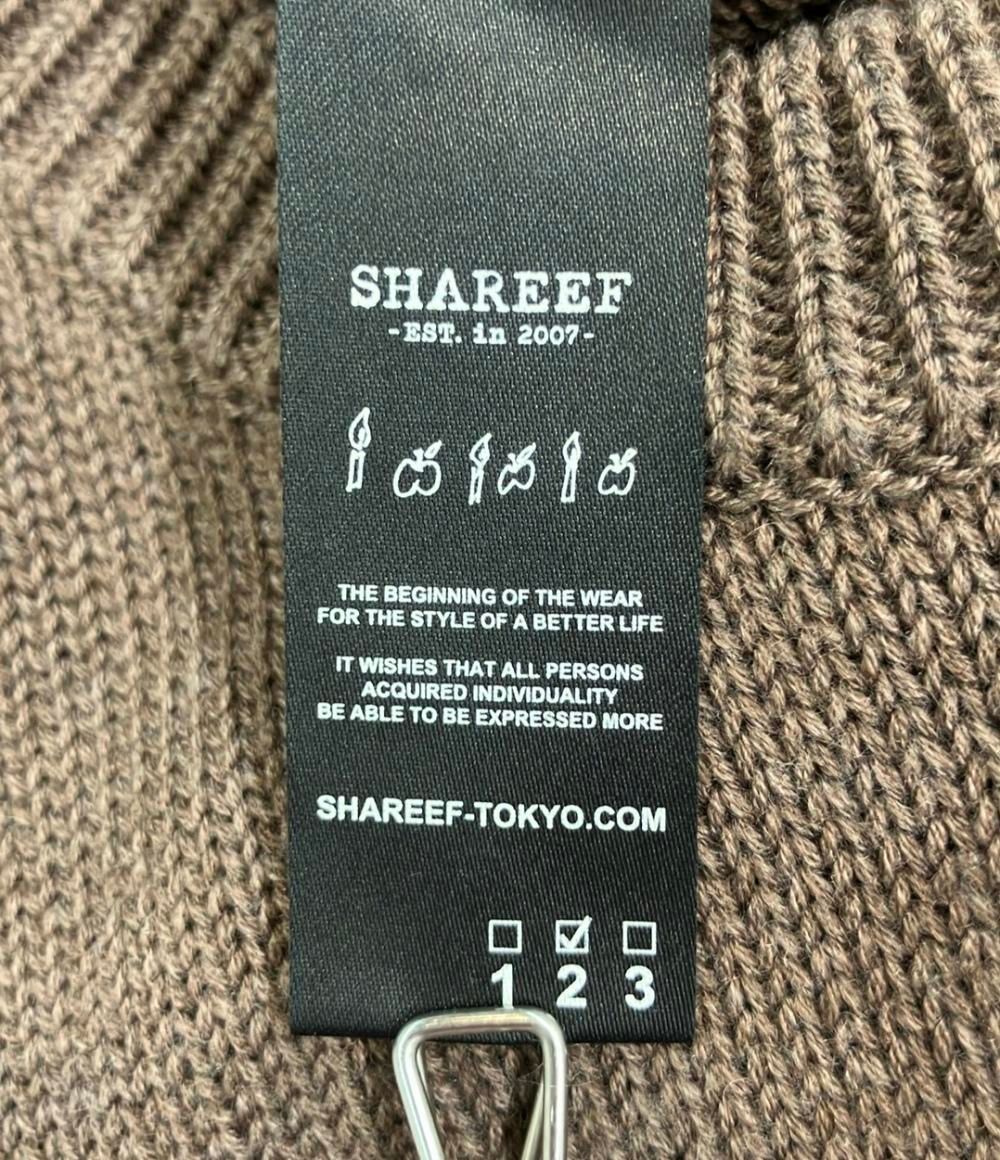 SHAREEF
-EST. in 2007-
THE BEGINNING OF THE WEAR
FOR THE STYLE OF A BETTER LIFE
IT WISHES THAT ALL PERSONS
ACQUIRED INDIVIDUALITY
BE ABLE TO BE EXPRESSED MORE
SHAREEF-TOKYO.COM
1 2 3